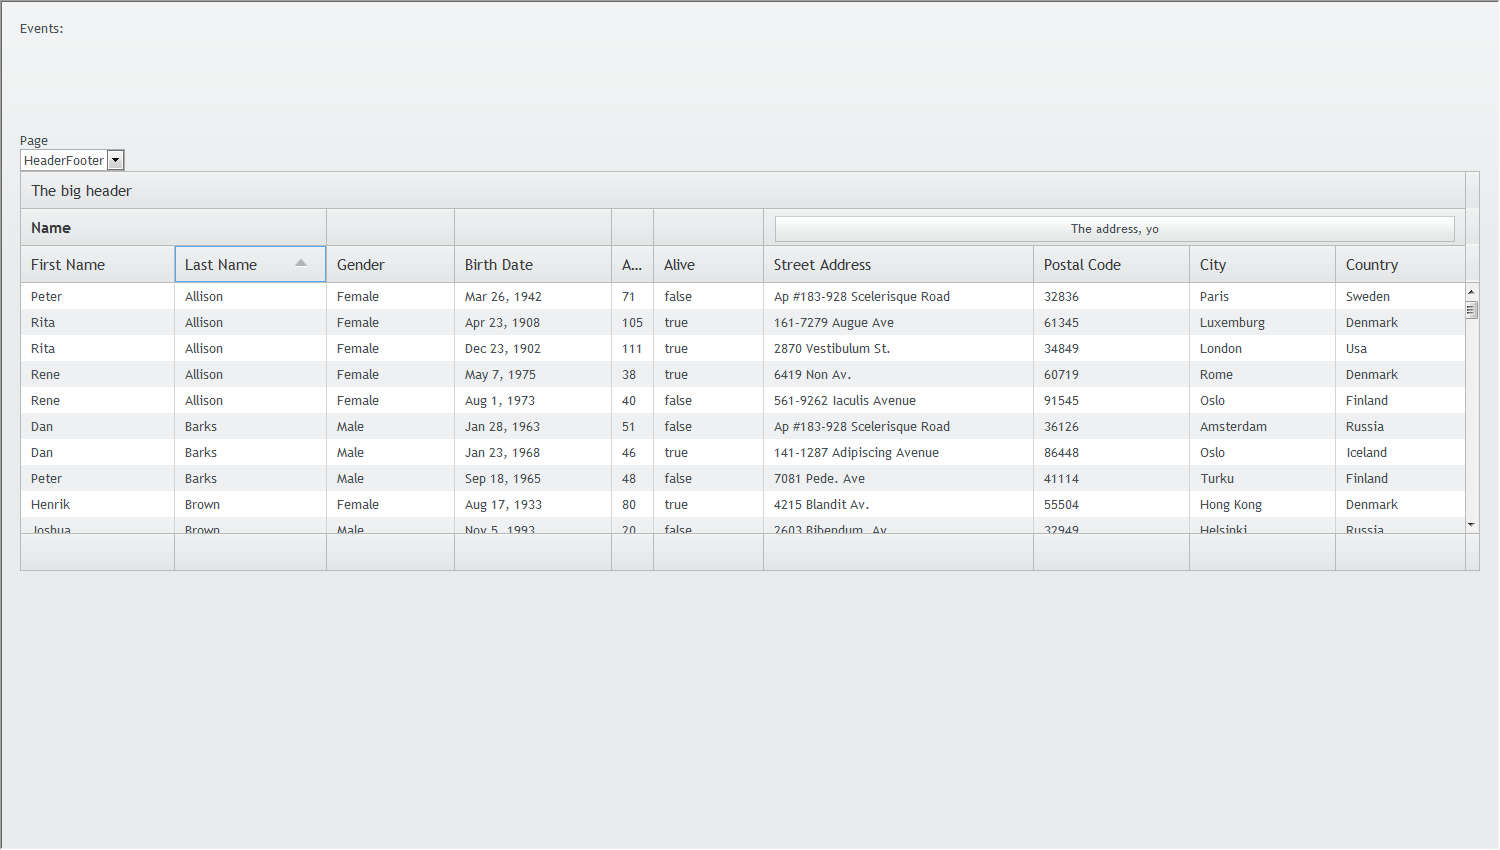 Events:
Page
HeaderFooter
The big header
Name The address, yo
First Name Last Name Gender Birth Date A... Alive Street Address Postal Code City Country
Peter Allison Female Mar 26, 1942 71 false Ap #183-928 Scelerisque Road 32836 Paris Sweden
Rita Allison Female Apr 23, 1908 105 true 161-7279 Augue Ave 61345 Luxemburg Denmark
Rita Allison Female Dec 23, 1902 111 true 2870 Vestibulum St. 34849 London Usa
Rene Allison Female May 7, 1975 38 true 6419 Non Av. 60719 Rome Denmark
Rene Allison Female Aug 1, 1973 40 false 561-9262 Iaculis Avenue 91545 Oslo Finland
Dan Barks Male Jan 28, 1963 51 false Ap #183-928 Scelerisque Road 36126 Amsterdam Russia
Dan Barks Male Jan 23, 1968 46 true 141-1287 Adipiscing Avenue 86448 Oslo Iceland
Peter Barks Male Sep 18, 1965 48 false 7081 Pede. Ave 41114 Turku Finland
Henrik Brown Female Aug 17, 1933 80 true 4215 Blandit Av. 55504 Hong Kong Denmark
Joshua Brown Male Nov 5, 1993 20 false 2603 Bibendum. Av 32949 Helsinki Russia